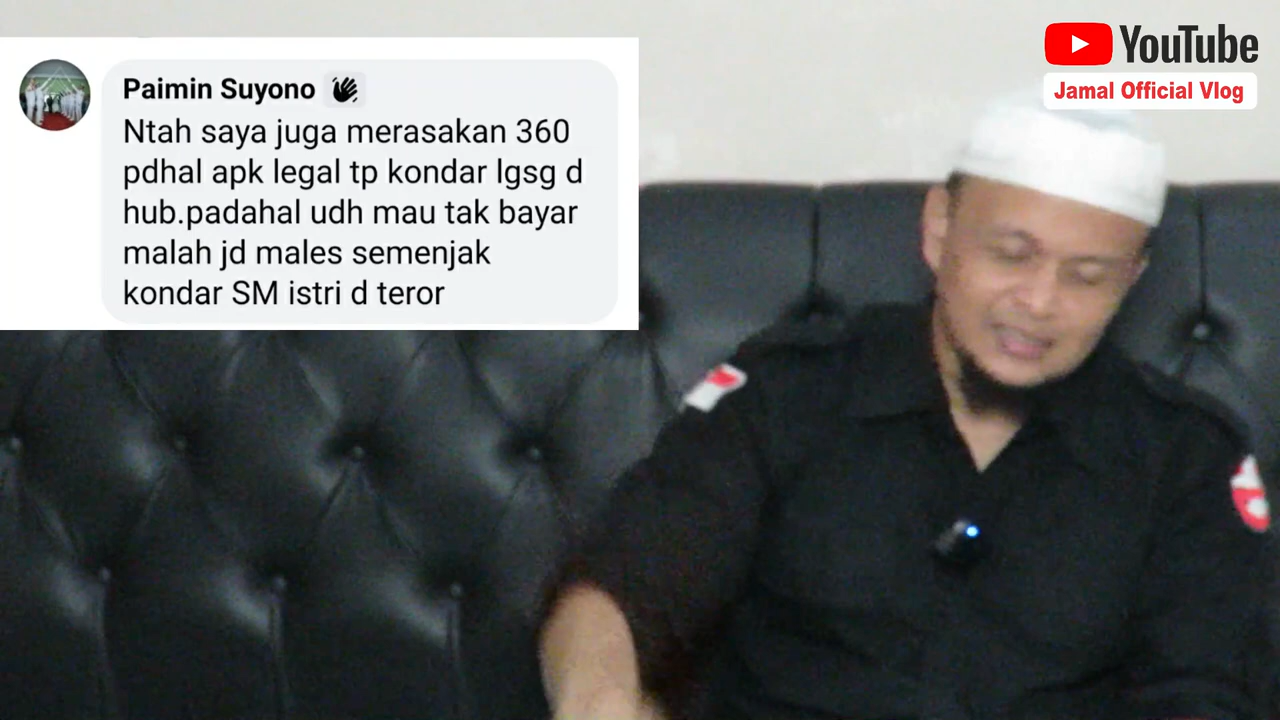 Paimin Suyono
Ntah saya juga merasakan 360
pdhal apk legal tp kondar lgsg d
hub.padahal udh mau tak bayar
malah jd males semenjak
kondar SM istri d teror
YouTube
Jamal Official Vlog